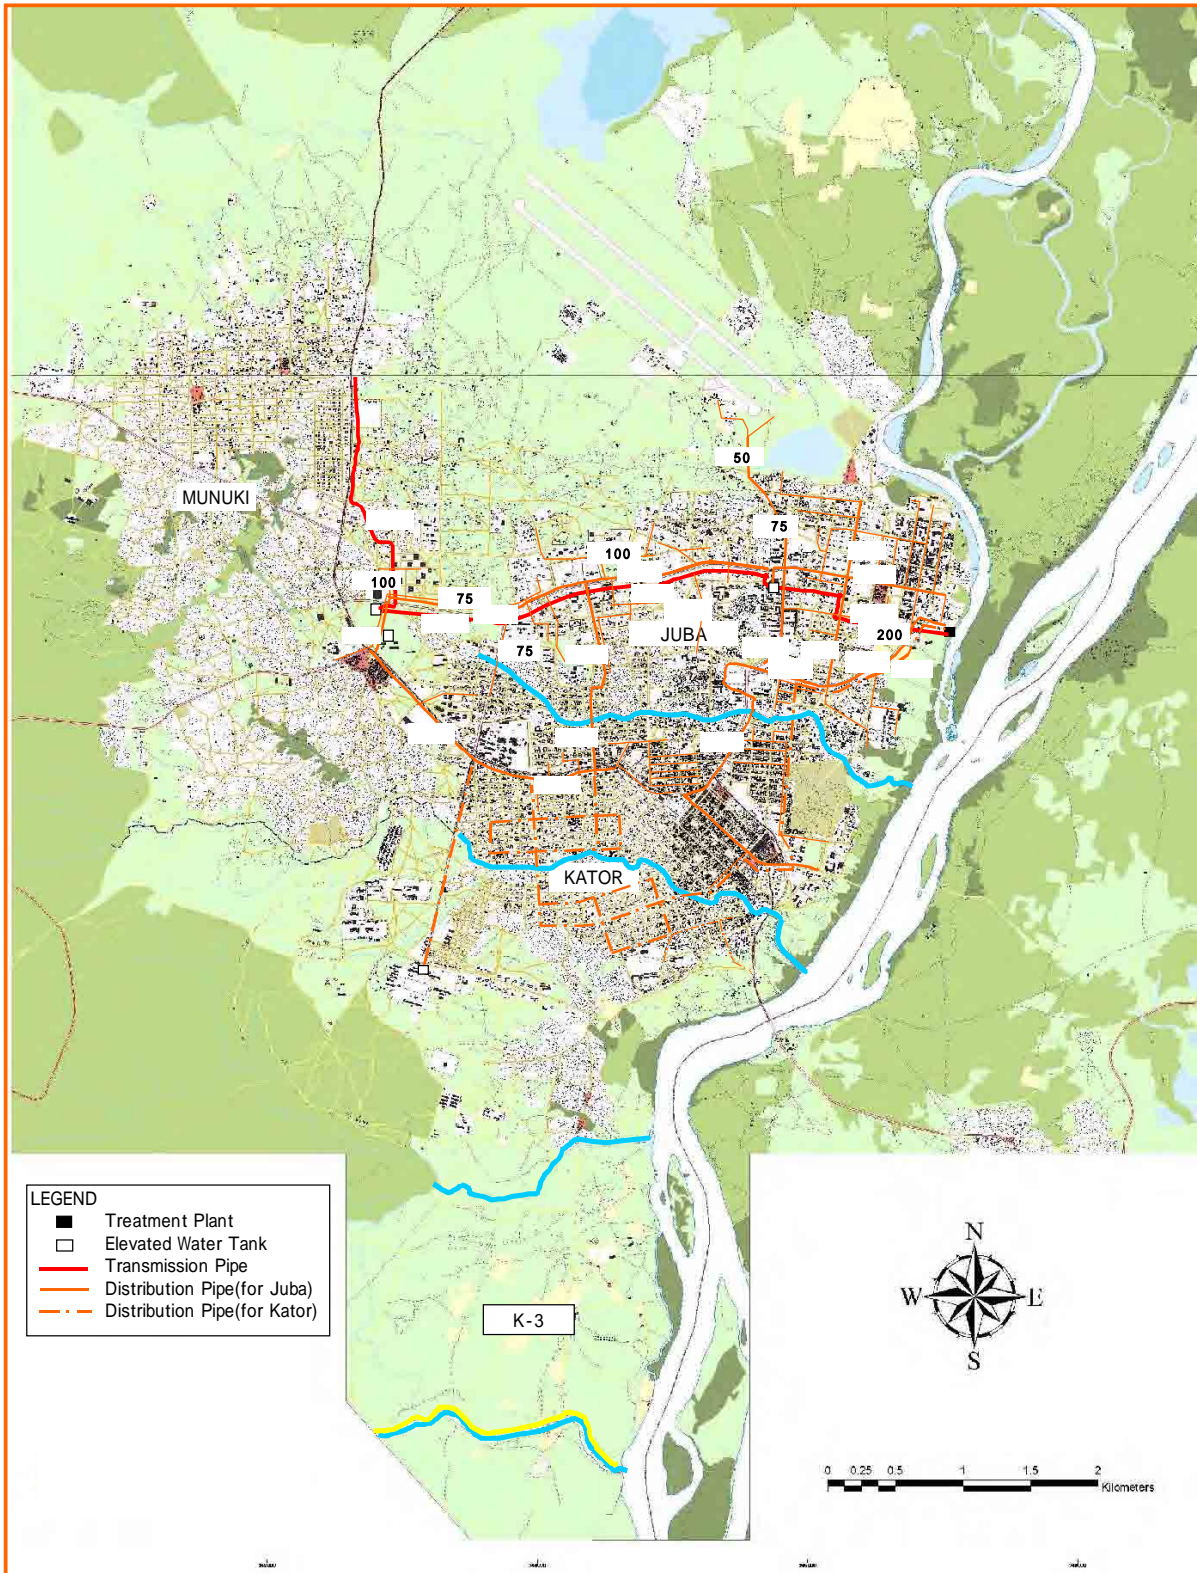 50
MUNUKI
75
100
100
75
JUBA
200
75
KATOR
LEGEND
Treatment Plant
Elevated Water Tank
Transmission Pipe
Distribution Pipe(for Juba)
Distribution Pipe(for Kator)
K-3
N
W E
S
0 0.25 0.5 1 1.5 2
Kilometers